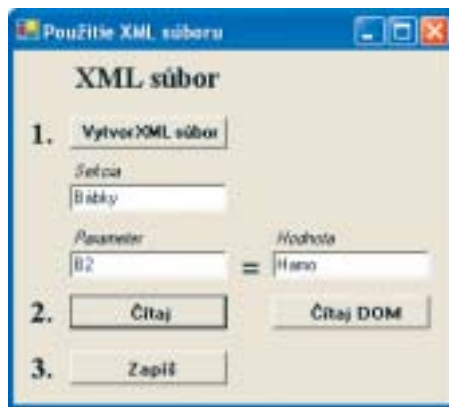 Použitie XML súboru
XML súbor
1. Vytvor XML súbor
Sekcia
Bábky
Parameter Hodnota
B2 = Hamo
2. Čítaj Čítaj DOM
3. Zapíš